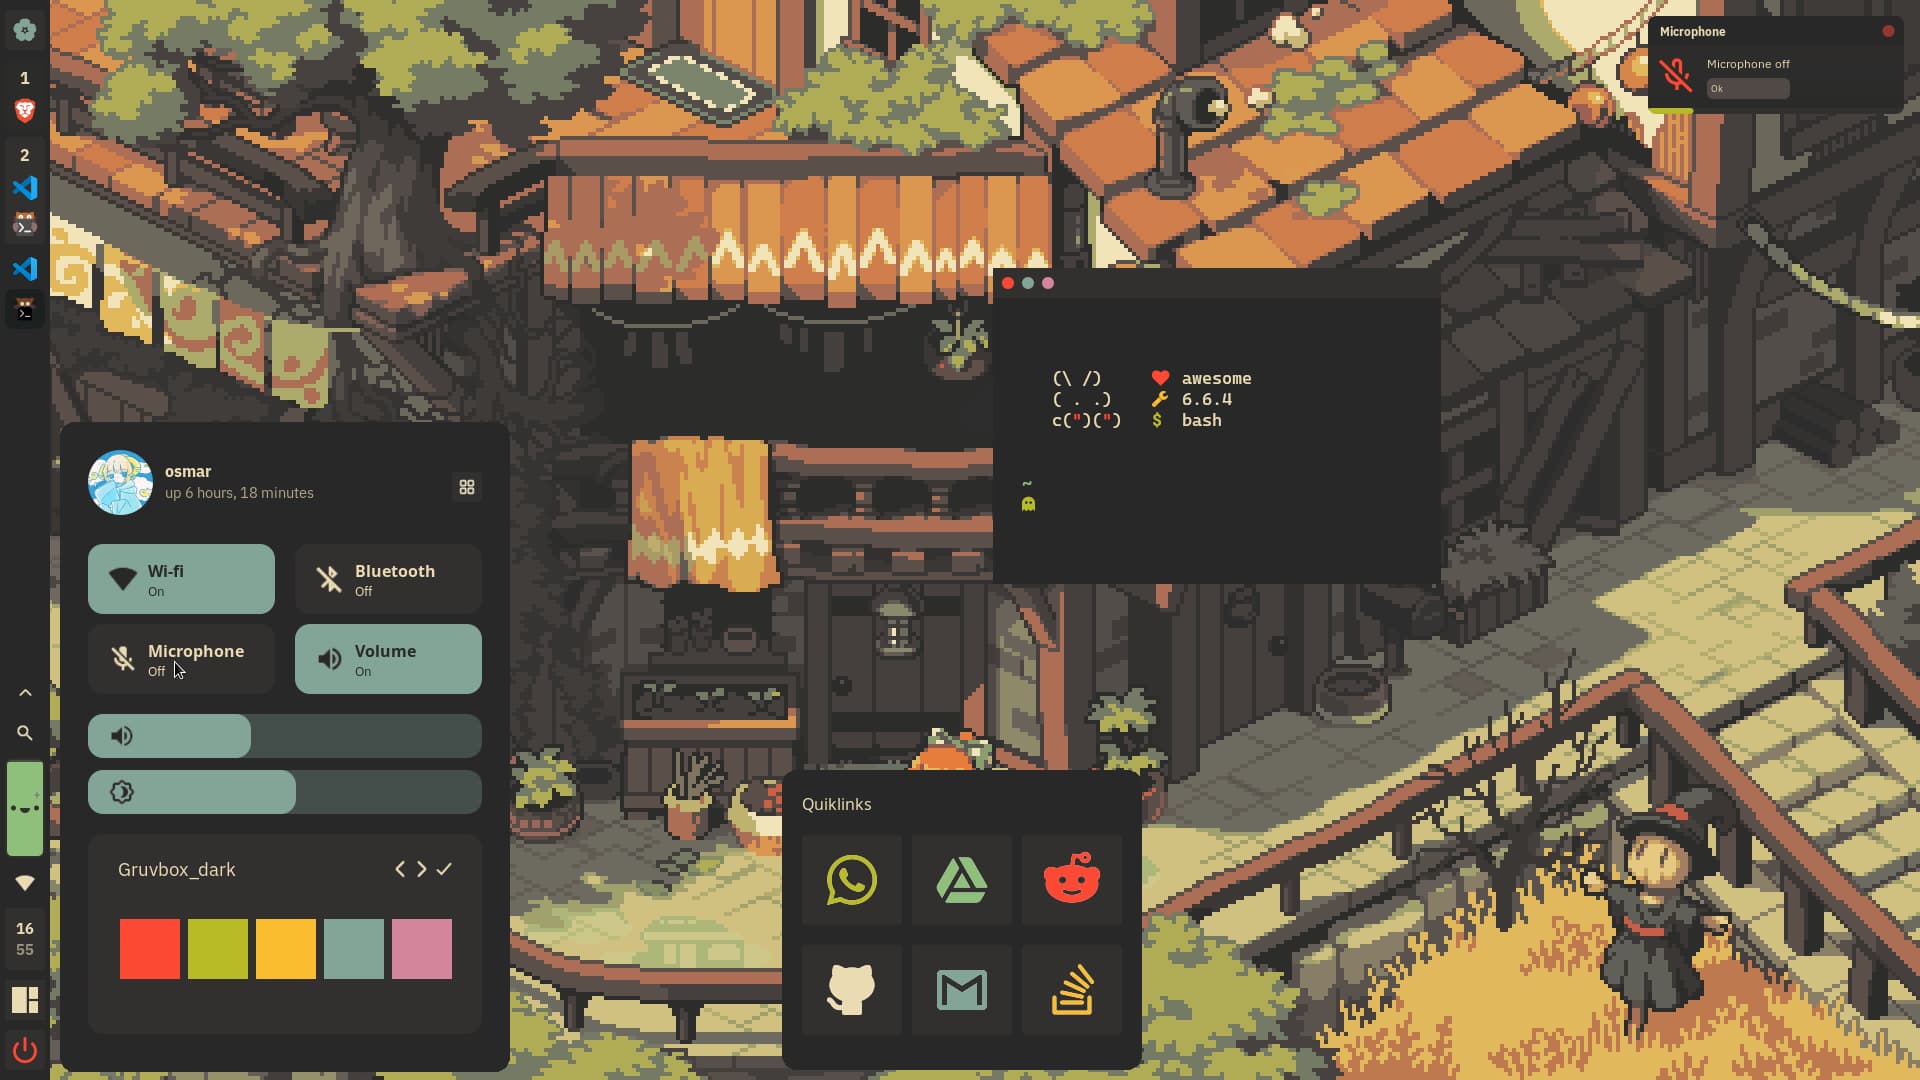 1
2
16
55
osmar
up 6 hours, 18 minutes
Wi-fi
On
Bluetooth
Off
Microphone
Off
Volume
On
Gruvbox_dark
(\ /)
( . .)
c(")(")
awesome
6.6.4
$ bash
~
Quiklinks
Microphone
Microphone off
Ok